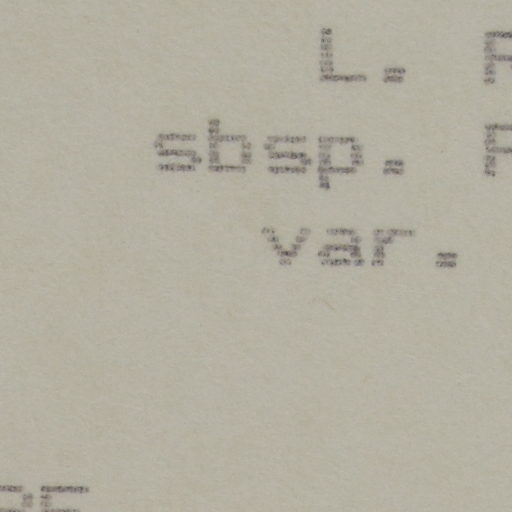 L.
sbsp.
var.